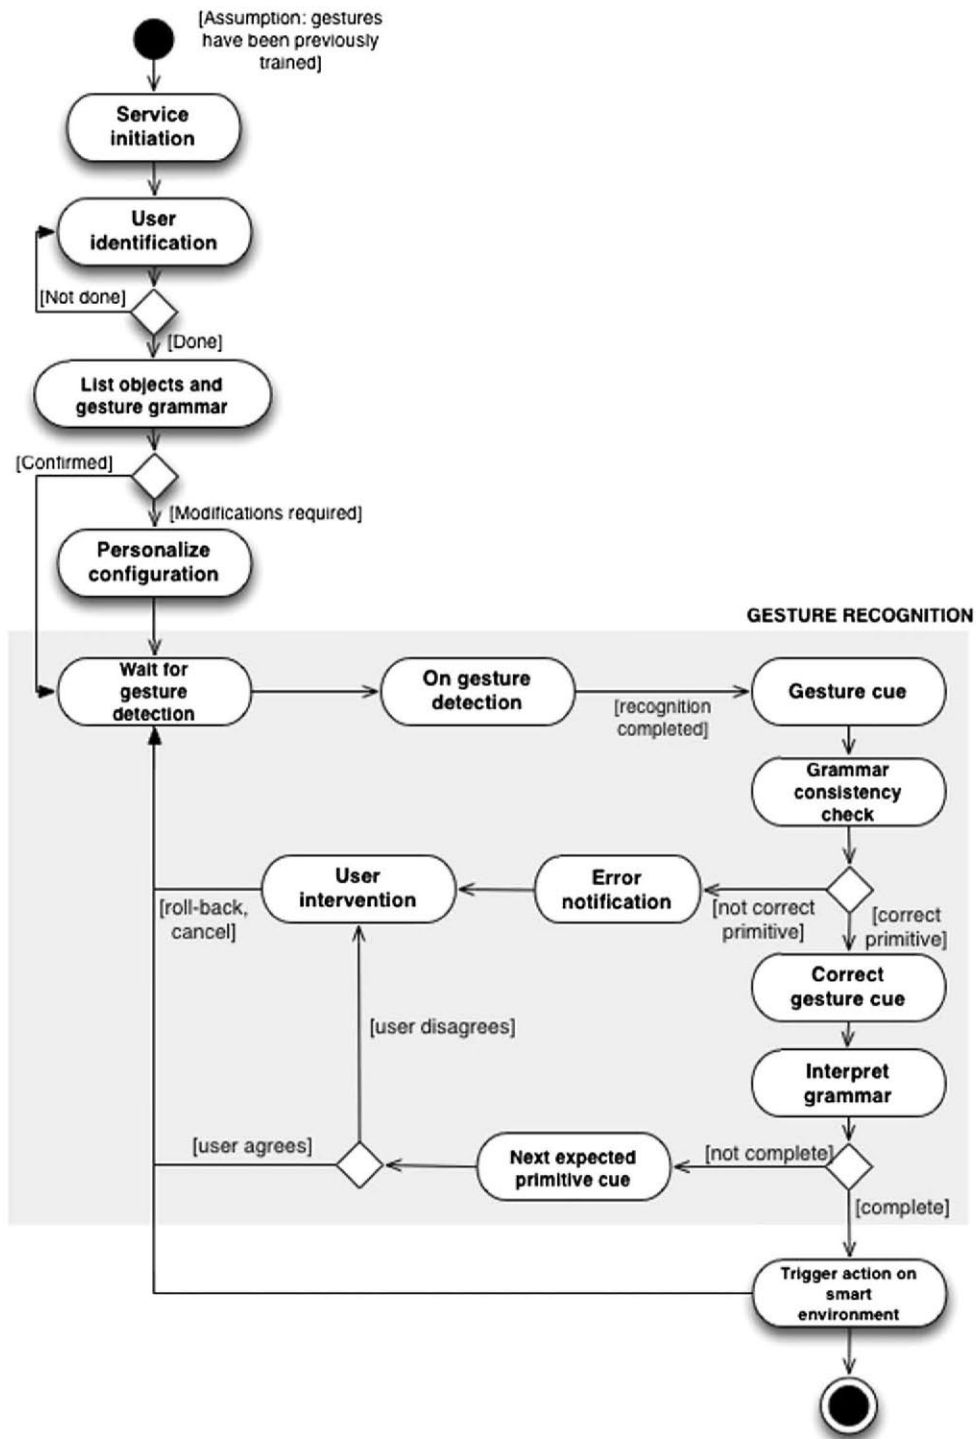 [Assumption: gestures
have been previously
trained]
Service
initiation
User
identification
[Not done]
[Done]
List objects and
gesture grammar
[Confirmed]
[Modifications required]
Personalize
configuration
GESTURE RECOGNITION
Wait for
gesture
detection
On gesture
detection
[recognition
completed]
Gesture cue
Grammar
consistency
check
User
intervention
Error
notification
[roll-back,
cancel]
[not correct
primitive]
[correct
primitive]
Correct
gesture cue
[user disagrees]
Interpret
grammar
[user agrees]
Next expected
primitive cue
[not complete]
[complete]
Trigger action on
smart
environment